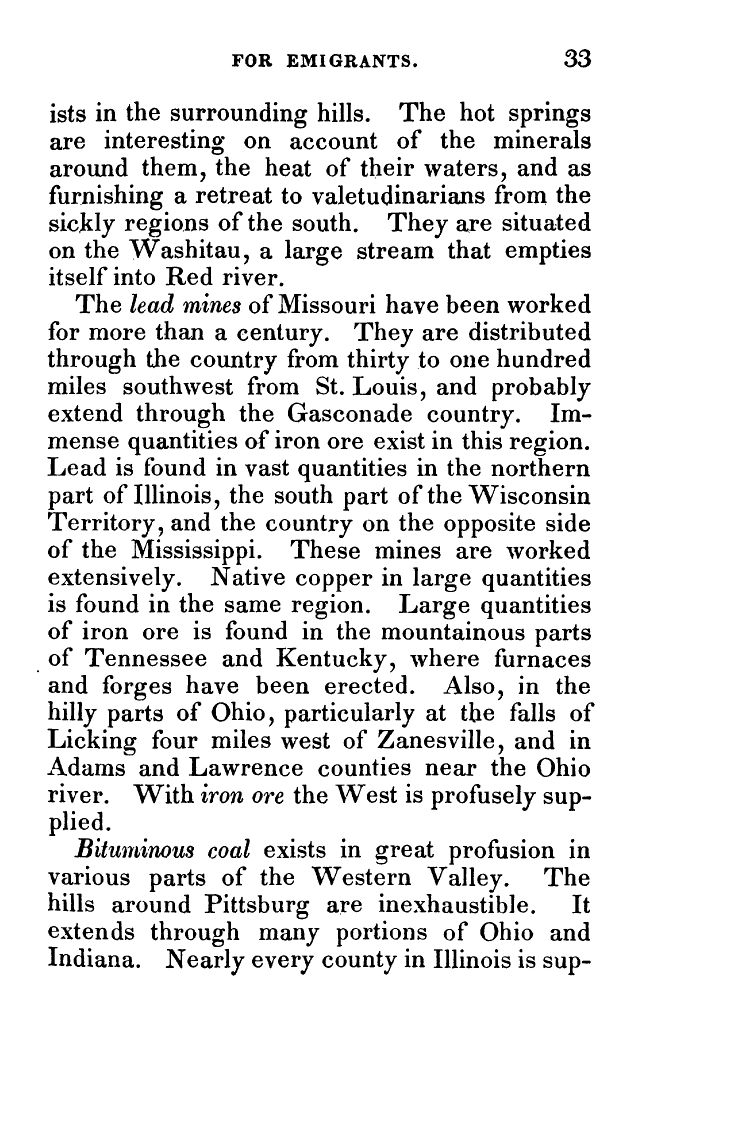 FOR EMIGRANTS. 33
ists in the surrounding hills. The hot springs
are interesting on account of the minerals
around them, the heat of their waters, and as
furnishing a retreat to valetudinarians from the
sickly regions of the south. They are situated
on the Washitau, a large stream that empties
itself into Red river.
The lead mines of Missouri have been worked
for more than a century. They are distributed
through the country from thirty to one hundred
miles southwest from St. Louis, and probably
extend through the Gasconade country. Im-
mense quantities of iron ore exist in this region.
Lead is found in vast quantities in the northern
part of Illinois, the south part of the Wisconsin
Territory, and the country on the opposite side
of the Mississippi. These mines are worked
extensively. Native copper in large quantities
is found in the same region. Large quantities
of iron ore is found in the mountainous parts
of Tennessee and Kentucky, where furnaces
and forges have been erected. Also, in the
hilly parts of Ohio, particularly at the falls of
Licking four miles west of Zanesville, and in
Adams and Lawrence counties near the Ohio
river. With iron ore the West is profusely sup-
plied.
Bituminous coal exists in great profusion in
various parts of the Western Valley. The
hills around Pittsburg are inexhaustible. It
extends through many portions of Ohio and
Indiana. Nearly every county in Illinois is sup-